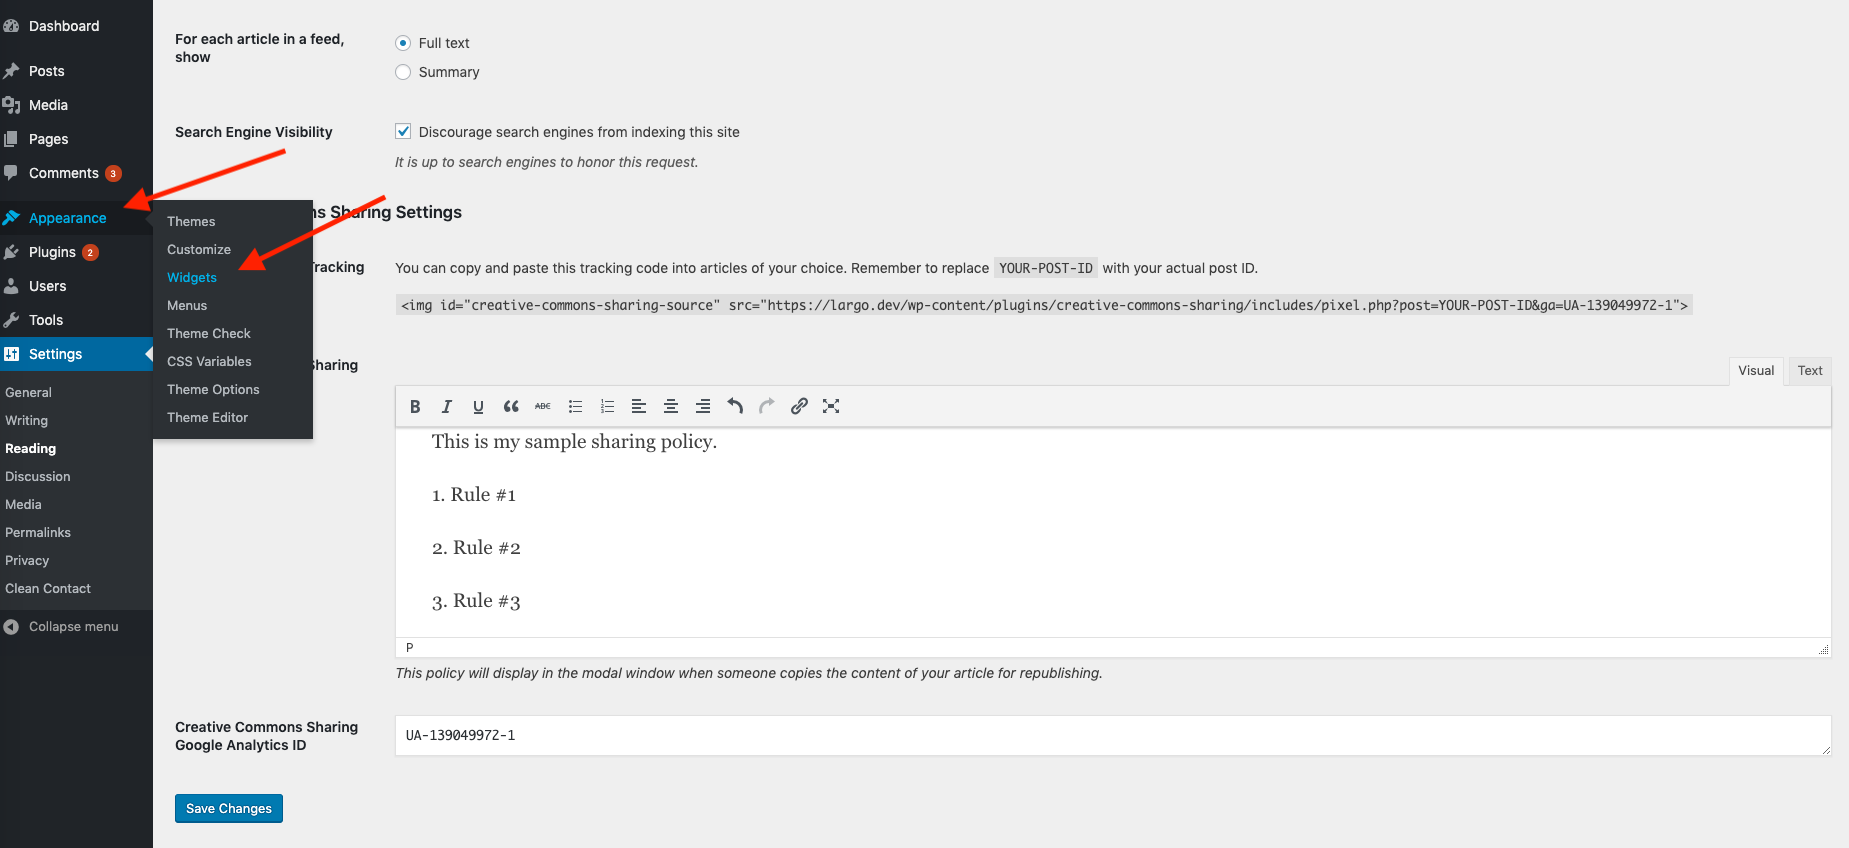 Dashboard
Posts
Media
Pages
Comments 3
Appearance
Plugins 2
Users
Tools
Settings
General
Writing
Reading
Discussion
Media
Permalinks
Privacy
Clean Contact
Collapse menu
Themes
Customize
Widgets
Menus
Theme Check
CSS Variables
Theme Options
Theme Editor
For each article in a feed,
show
Full text
Summary
Search Engine Visibility
Discourage search engines from indexing this site
It is up to search engines to honor this request.
Sharing Settings
Tracking
You can copy and paste this tracking code into articles of your choice. Remember to replace YOUR-POST-ID with your actual post ID.
<img id="creative-commons-sharing-source" src="https://largo.dev/wp-content/plugins/creative-commons-sharing/includes/pixel.php?post=YOUR-POST-ID&ga=UA-139049972-1">
Sharing
Visual Text
B I U ABC
This is my sample sharing policy.
1. Rule #1
2. Rule #2
3. Rule #3
P
This policy will display in the modal window when someone copies the content of your article for republishing.
Creative Commons Sharing
Google Analytics ID
UA-139049972-1
Save Changes